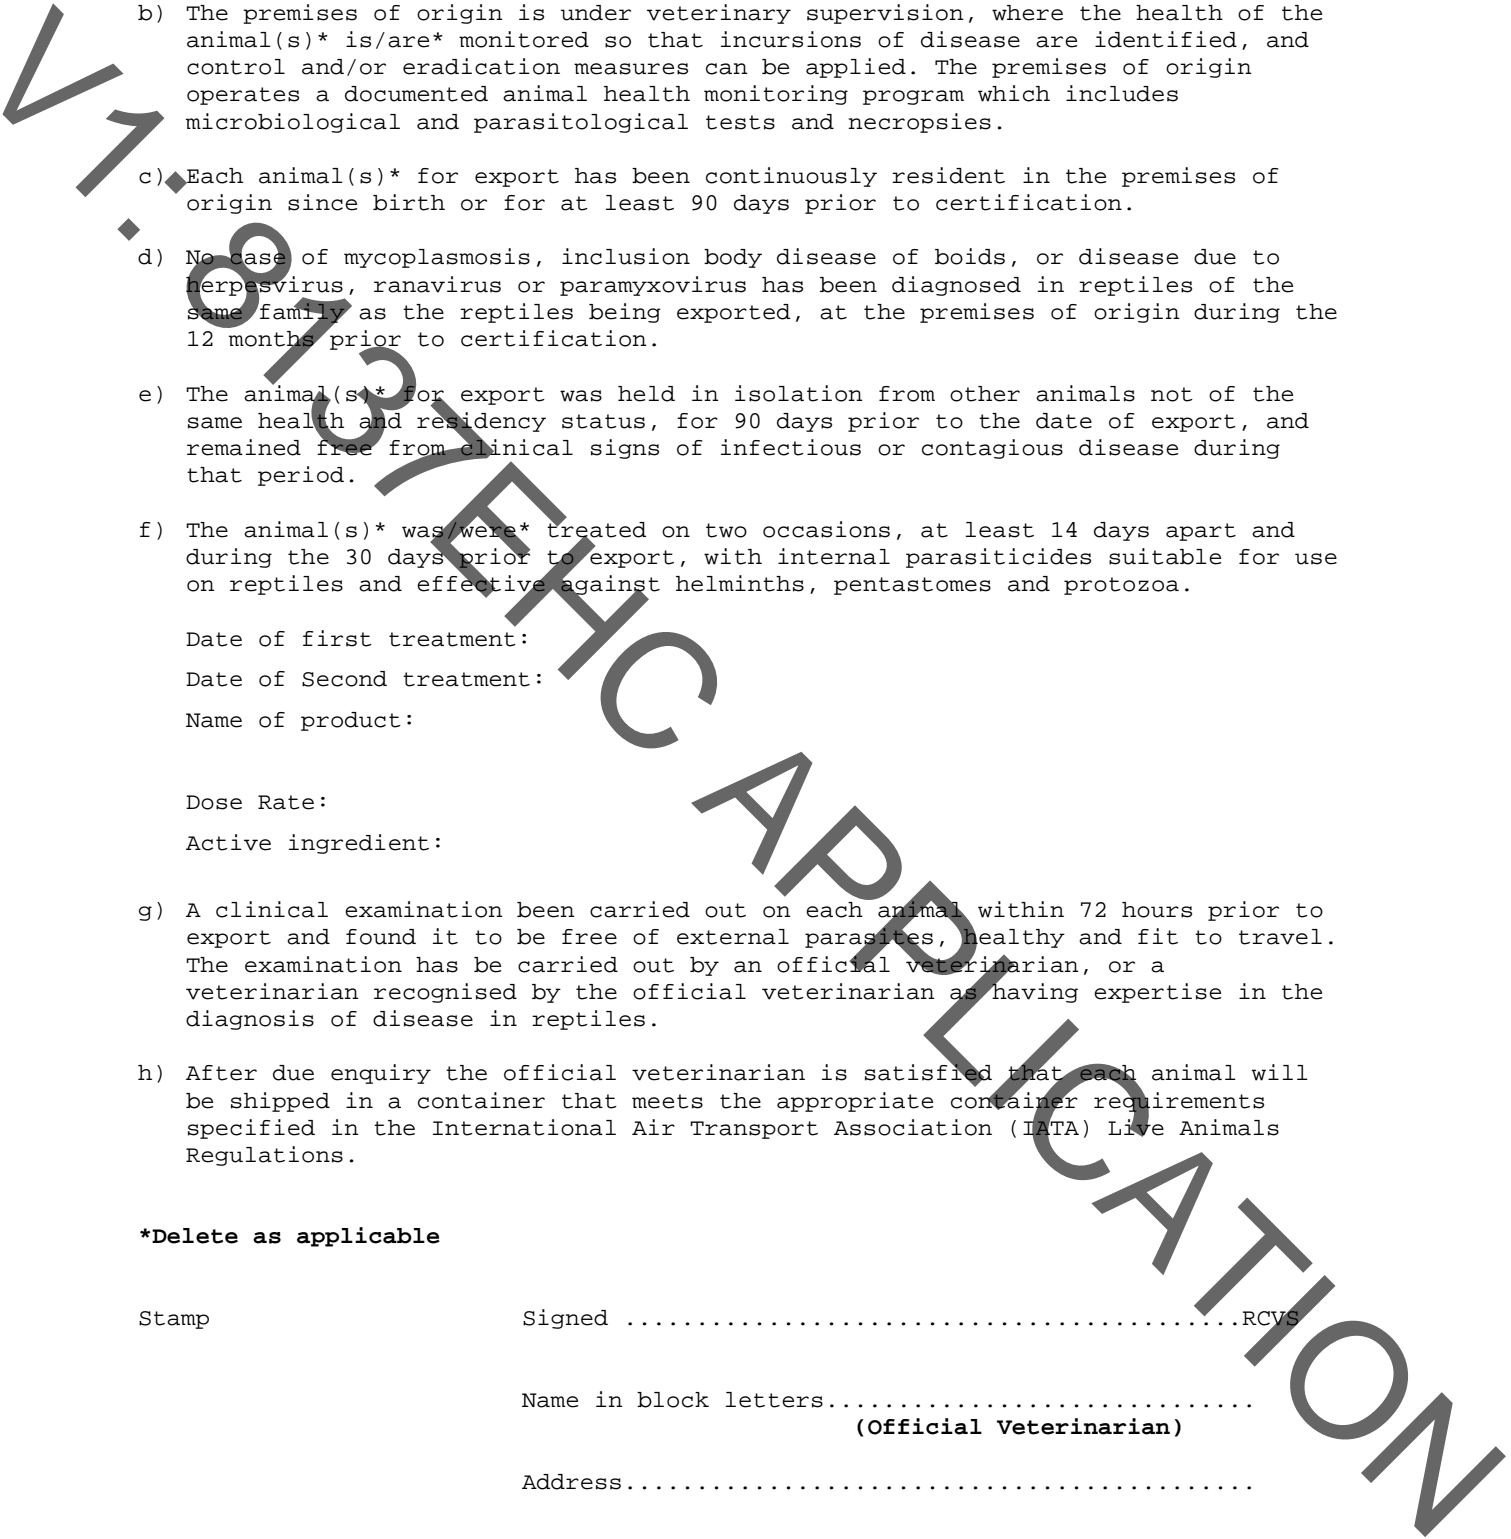 b) The premises of origin is under veterinary supervision, where the health of the
animal(s)* is/are* monitored so that incursions of disease are identified, and
control and/or eradication measures can be applied. The premises of origin
operates a documented animal health monitoring program which includes
microbiological and parasitological tests and necropsies.
c) Each animal(s)* for export has been continuously resident in the premises of
origin since birth or for at least 90 days prior to certification.
d) No case of mycoplasmosis, inclusion body disease of boids, or disease due to
herpesvirus, ranavirus or paramyxovirus has been diagnosed in reptiles of the
same family as the reptiles being exported, at the premises of origin during the
12 months prior to certification.
e) The animal(s)* for export was held in isolation from other animals not of the
same health and residency status, for 90 days prior to the date of export, and
remained free from clinical signs of infectious or contagious disease during
that period.
f) The animal(s)* was/were* treated on two occasions, at least 14 days apart and
during the 30 days prior to export, with internal parasiticides suitable for use
on reptiles and effective against helminths, pentastomes and protozoa.
Date of first treatment:
Date of Second treatment:
Name of product:
Dose Rate:
Active ingredient:
g) A clinical examination been carried out on each animal within 72 hours prior to
export and found it to be free of external parasites, healthy and fit to travel.
The examination has be carried out by an official veterinarian, or a
veterinarian recognised by the official veterinarian as having expertise in the
diagnosis of disease in reptiles.
h) After due enquiry the official veterinarian is satisfied that each animal will
be shipped in a container that meets the appropriate container requirements
specified in the International Air Transport Association (IATA) Live Animals
Regulations.
*Delete as applicable
Stamp Signed ............................................RCVS
Name in block letters..............................
(Official Veterinarian)
Address............................................
V1: 8137EHC APPLICATION